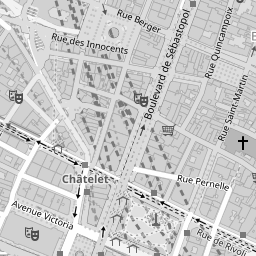 Rue Berger
Rue Quincampoix
Rue des Innocents
Boulevard de Sébastopol
Rue Saint-Martin
Châtelet
Rue Pernelle
Avenue Victoria
Rue de Rivoli